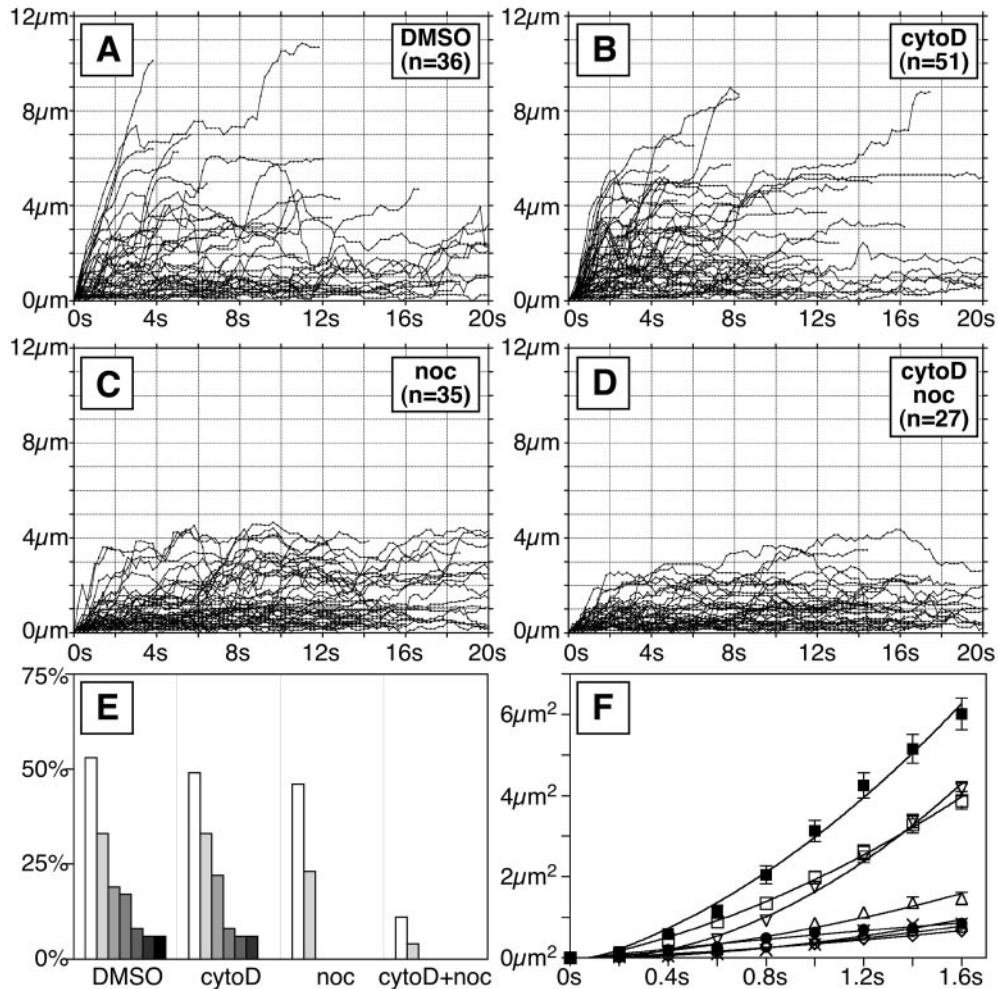 12µm
A
DMSO
(n=36)
8µm
4µm
0µm
0s 4s 8s 12s 16s 20s
B
cytoD
(n=51)
0µm
0s 4s 8s 12s 16s 20s
8µm
4µm
12µm
12µm
C
noc
(n=35)
8µm
4µm
0µm
0s 4s 8s 12s 16s 20s
12µm
D
cytoD
noc
(n=27)
8µm
4µm
0µm
0s 4s 8s 12s 16s 20s
75%
E
50%
25%
0%
DMSO cytoD noc cytoD+noc
F
6µm²
4µm²
2µm²
0µm²
0s 0.4s 0.8s 1.2s 1.6s